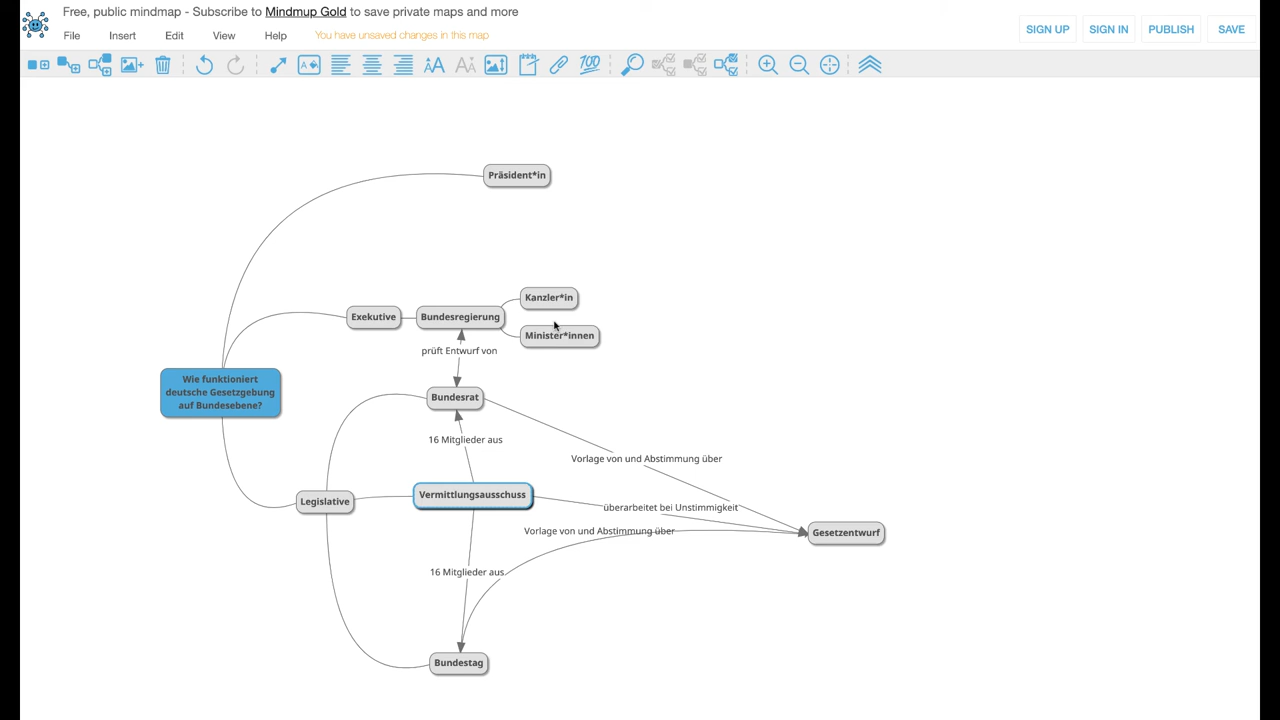 Free, public mindmap - Subscribe to Mindmup Gold to save private maps and more
File Insert Edit View Help You have unsaved changes in this map
SIGN UP SIGN IN PUBLISH SAVE
Präsident*in
Kanzler*in
Exekutive Bundesregierung
Minister*innen
prüft Entwurf von
Wie funktioniert
deutsche Gesetzgebung
auf Bundesebene?
Bundesrat
16 Mitglieder aus
Vorlage von und Abstimmung über
Legislative Vermittlungsausschuss
überarbeitet bei Unstimmigkeit
Vorlage von und Abstimmung über
Gesetzentwurf
16 Mitglieder aus
Bundestag